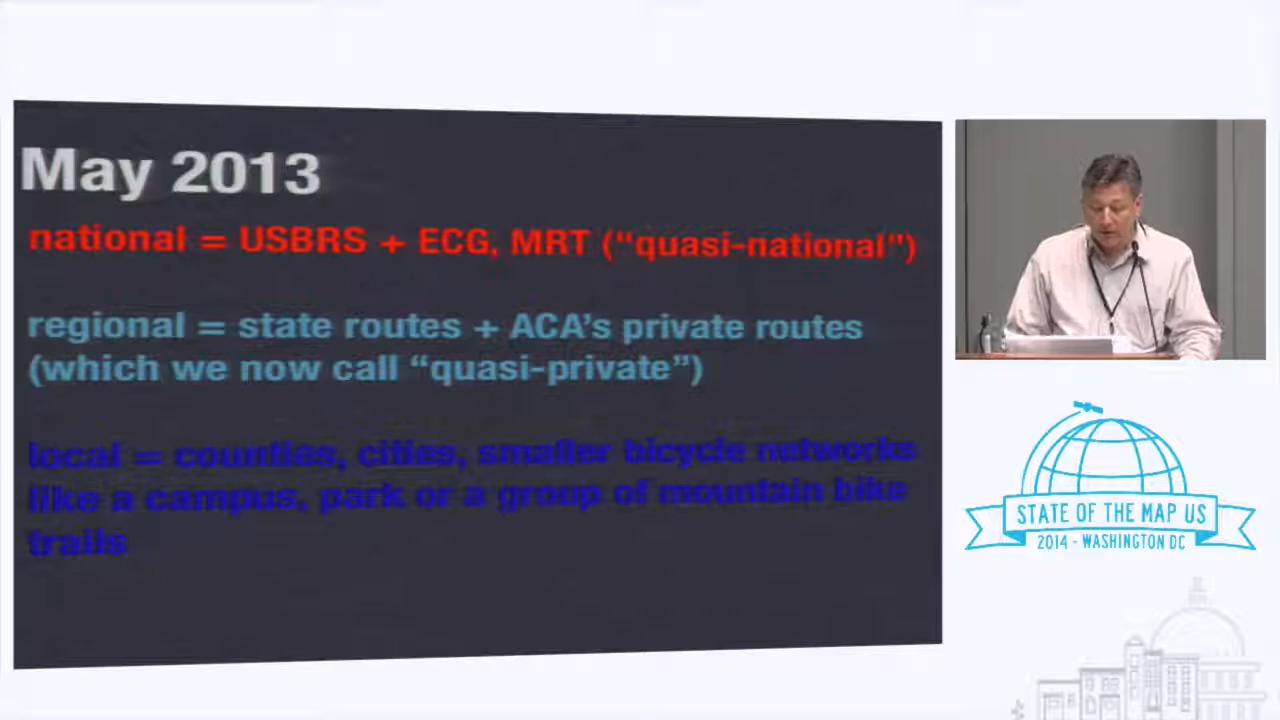 May 2013
national = USBRS + ECG, MRT (“quasi-national”)
regional = state routes + ACA’s private routes
(which we now call “quasi-private”)
local = counties, cities, smaller bicycle networks
like a campus, park or a group of mountain bike
trails
STATE OF THE MAP US
2014 - WASHINGTON DC